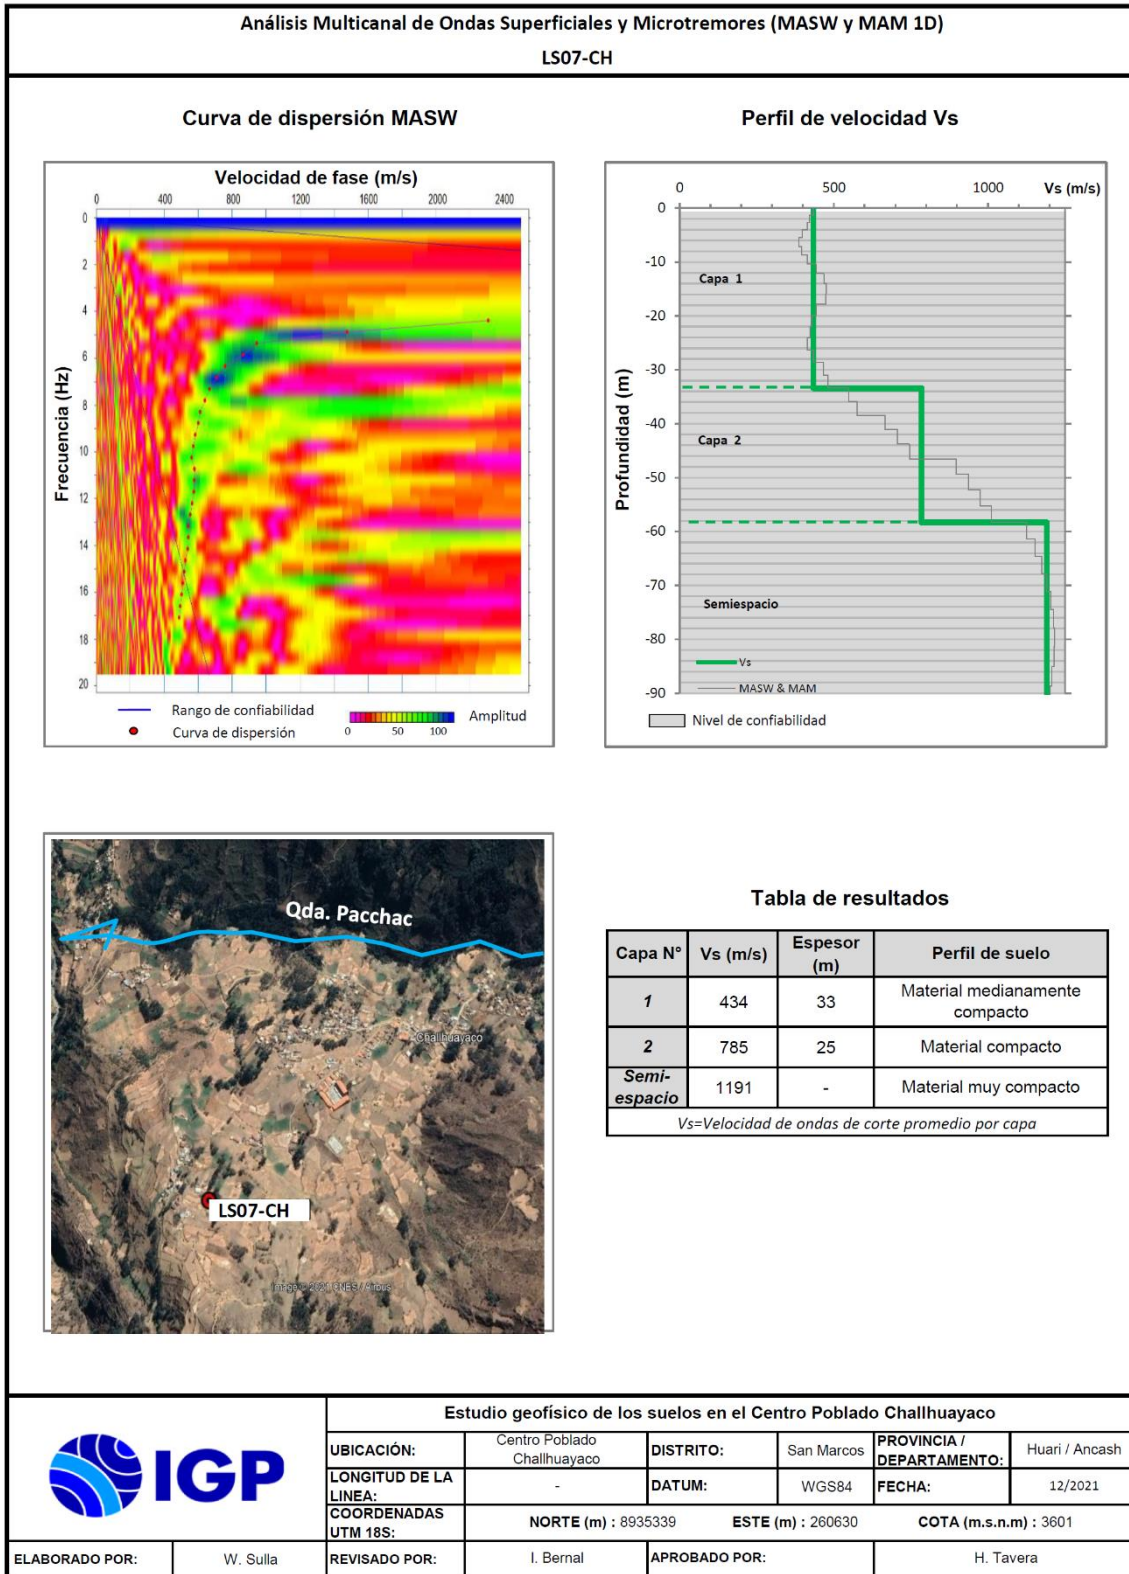 Análisis Multicanal de Ondas Superficiales y Microtremores (MASW y MAM 1D)
LS07-CH
Curva de dispersión MASW
Velocidad de fase (m/s)
0 400 800 1200 1600 2000 2400
Frecuencia (Hz)
0
2
4
6
8
10
12
14
16
18
20
Rango de confiabilidad
Curva de dispersión
Amplitud
0 50 100
Perfil de velocidad Vs
0 500 1000 Vs (m/s)
Profundidad (m)
0
-10
-20
-30
-40
-50
-60
-70
-80
-90
Capa 1
Capa 2
Semiespacio
Vs
MASW & MAM
Nivel de confiabilidad
Qda. Pacchac
Challhuayaco
LS07-CH
Image © 2021 CNES / Airbus
Tabla de resultados
Capa N° Vs (m/s) Espesor (m) Perfil de suelo
1 434 33 Material medianamente compacto
2 785 25 Material compacto
Semi-espacio 1191 - Material muy compacto
Vs=Velocidad de ondas de corte promedio por capa
IGP
Estudio geofísico de los suelos en el Centro Poblado Challhuayaco
UBICACIÓN: Centro Poblado Challhuayaco DISTRITO: San Marcos PROVINCIA / DEPARTAMENTO: Huari / Ancash
LONGITUD DE LA LINEA: - DATUM: WGS84 FECHA: 12/2021
COORDENADAS UTM 18S: NORTE (m) : 8935339 ESTE (m) : 260630 COTA (m.s.n.m) : 3601
ELABORADO POR: W. Sulla REVISADO POR: I. Bernal APROBADO POR: H. Tavera